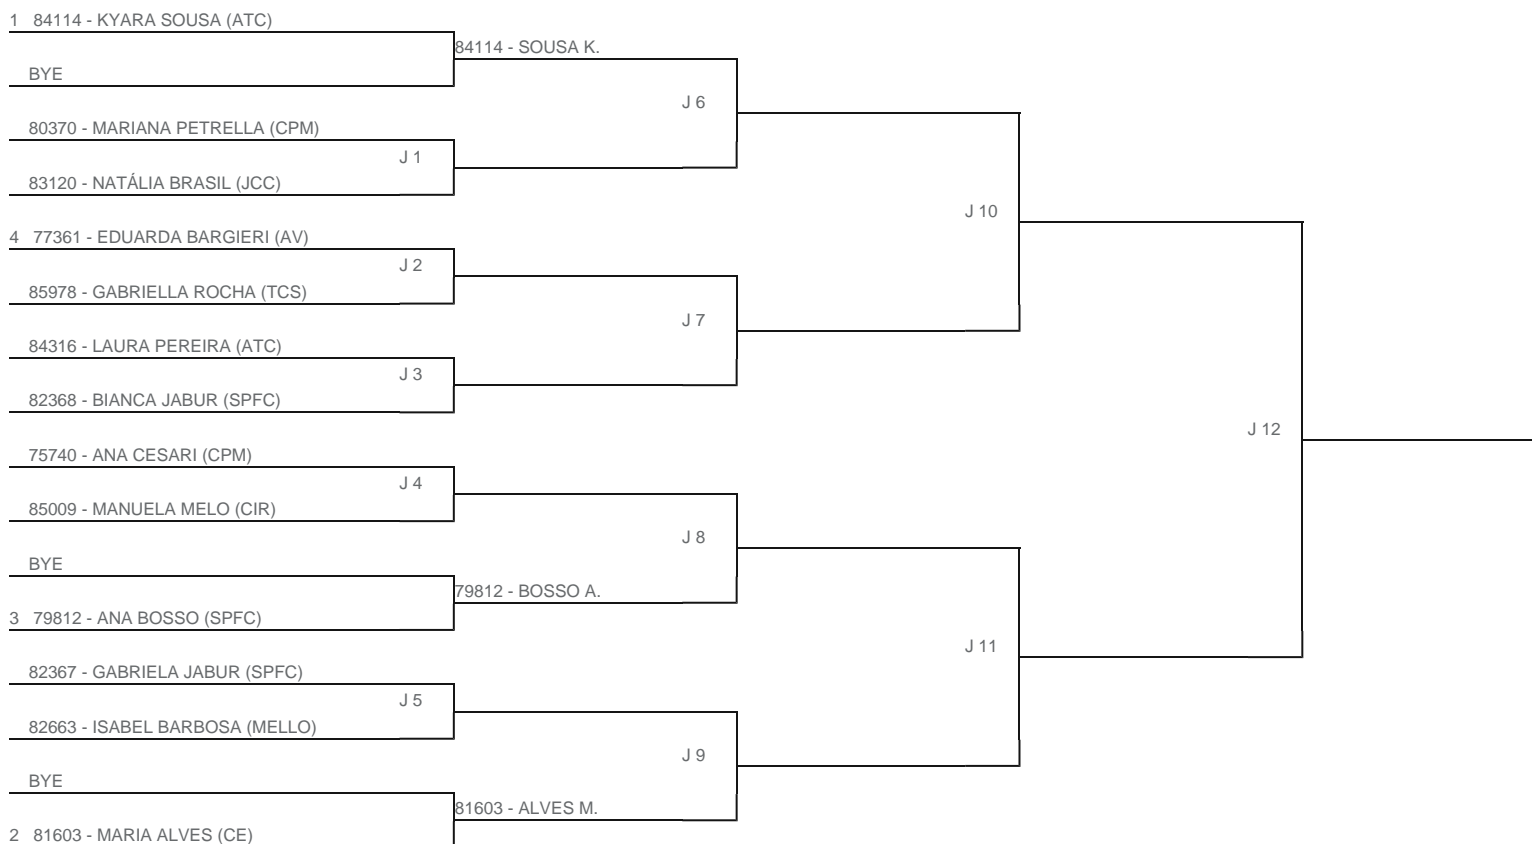 1 84114 - KYARA SOUSA (ATC)
84114 - SOUSA K.
BYE
J 6
80370 - MARIANA PETRELLA (CPM)
J 1
83120 - NATÁLIA BRASIL (JCC)
J 10
4 77361 - EDUARDA BARGIERI (AV)
J 2
85978 - GABRIELLA ROCHA (TCS)
J 7
84316 - LAURA PEREIRA (ATC)
J 3
82368 - BIANCA JABUR (SPFC)
J 12
75740 - ANA CESARI (CPM)
J 4
85009 - MANUELA MELO (CIR)
J 8
BYE
79812 - BOSSO A.
3 79812 - ANA BOSSO (SPFC)
J 11
82367 - GABRIELA JABUR (SPFC)
J 5
82663 - ISABEL BARBOSA (MELLO)
J 9
BYE
81603 - ALVES M.
2 81603 - MARIA ALVES (CE)